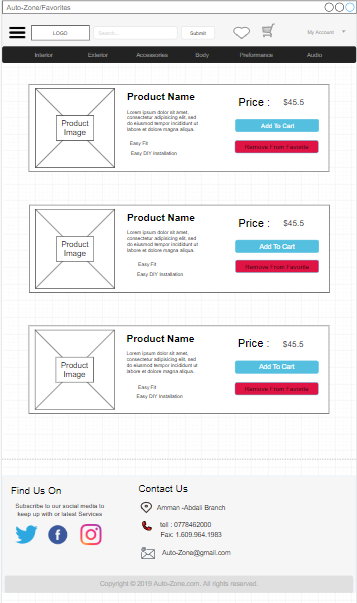 Auto-Zone/Favorites
LOGO
Search...
Submit
My Account
Interior Exterior Accessories Body Preformance Audio
Product Image
Product Name
Lorem ipsum dolor sit amet,
consectetur adipiscing elit, sed
do eiusmod tempor incididunt ut
labore et dolore magna aliqua.
Easy Fit
Easy DIY Installation
Price : $45.5
Add To Cart
Remove From Favorite
Product Image
Product Name
Lorem ipsum dolor sit amet,
consectetur adipiscing elit, sed
do eiusmod tempor incididunt ut
labore et dolore magna aliqua.
Easy Fit
Easy DIY Installation
Price : $45.5
Add To Cart
Remove From Favorite
Product Image
Product Name
Lorem ipsum dolor sit amet,
consectetur adipiscing elit, sed
do eiusmod tempor incididunt ut
labore et dolore magna aliqua.
Easy Fit
Easy DIY Installation
Price : $45.5
Add To Cart
Remove From Favorite
Find Us On
Subscribe to our social media to
keep up with or latest Services
Contact Us
Amman -Abdali Branch
tell : 0778462000
Fax: 1.609.964.1983
Auto-Zone@gmail.com
Copyright © 2019 Auto-Zone.com. All rights reserved.